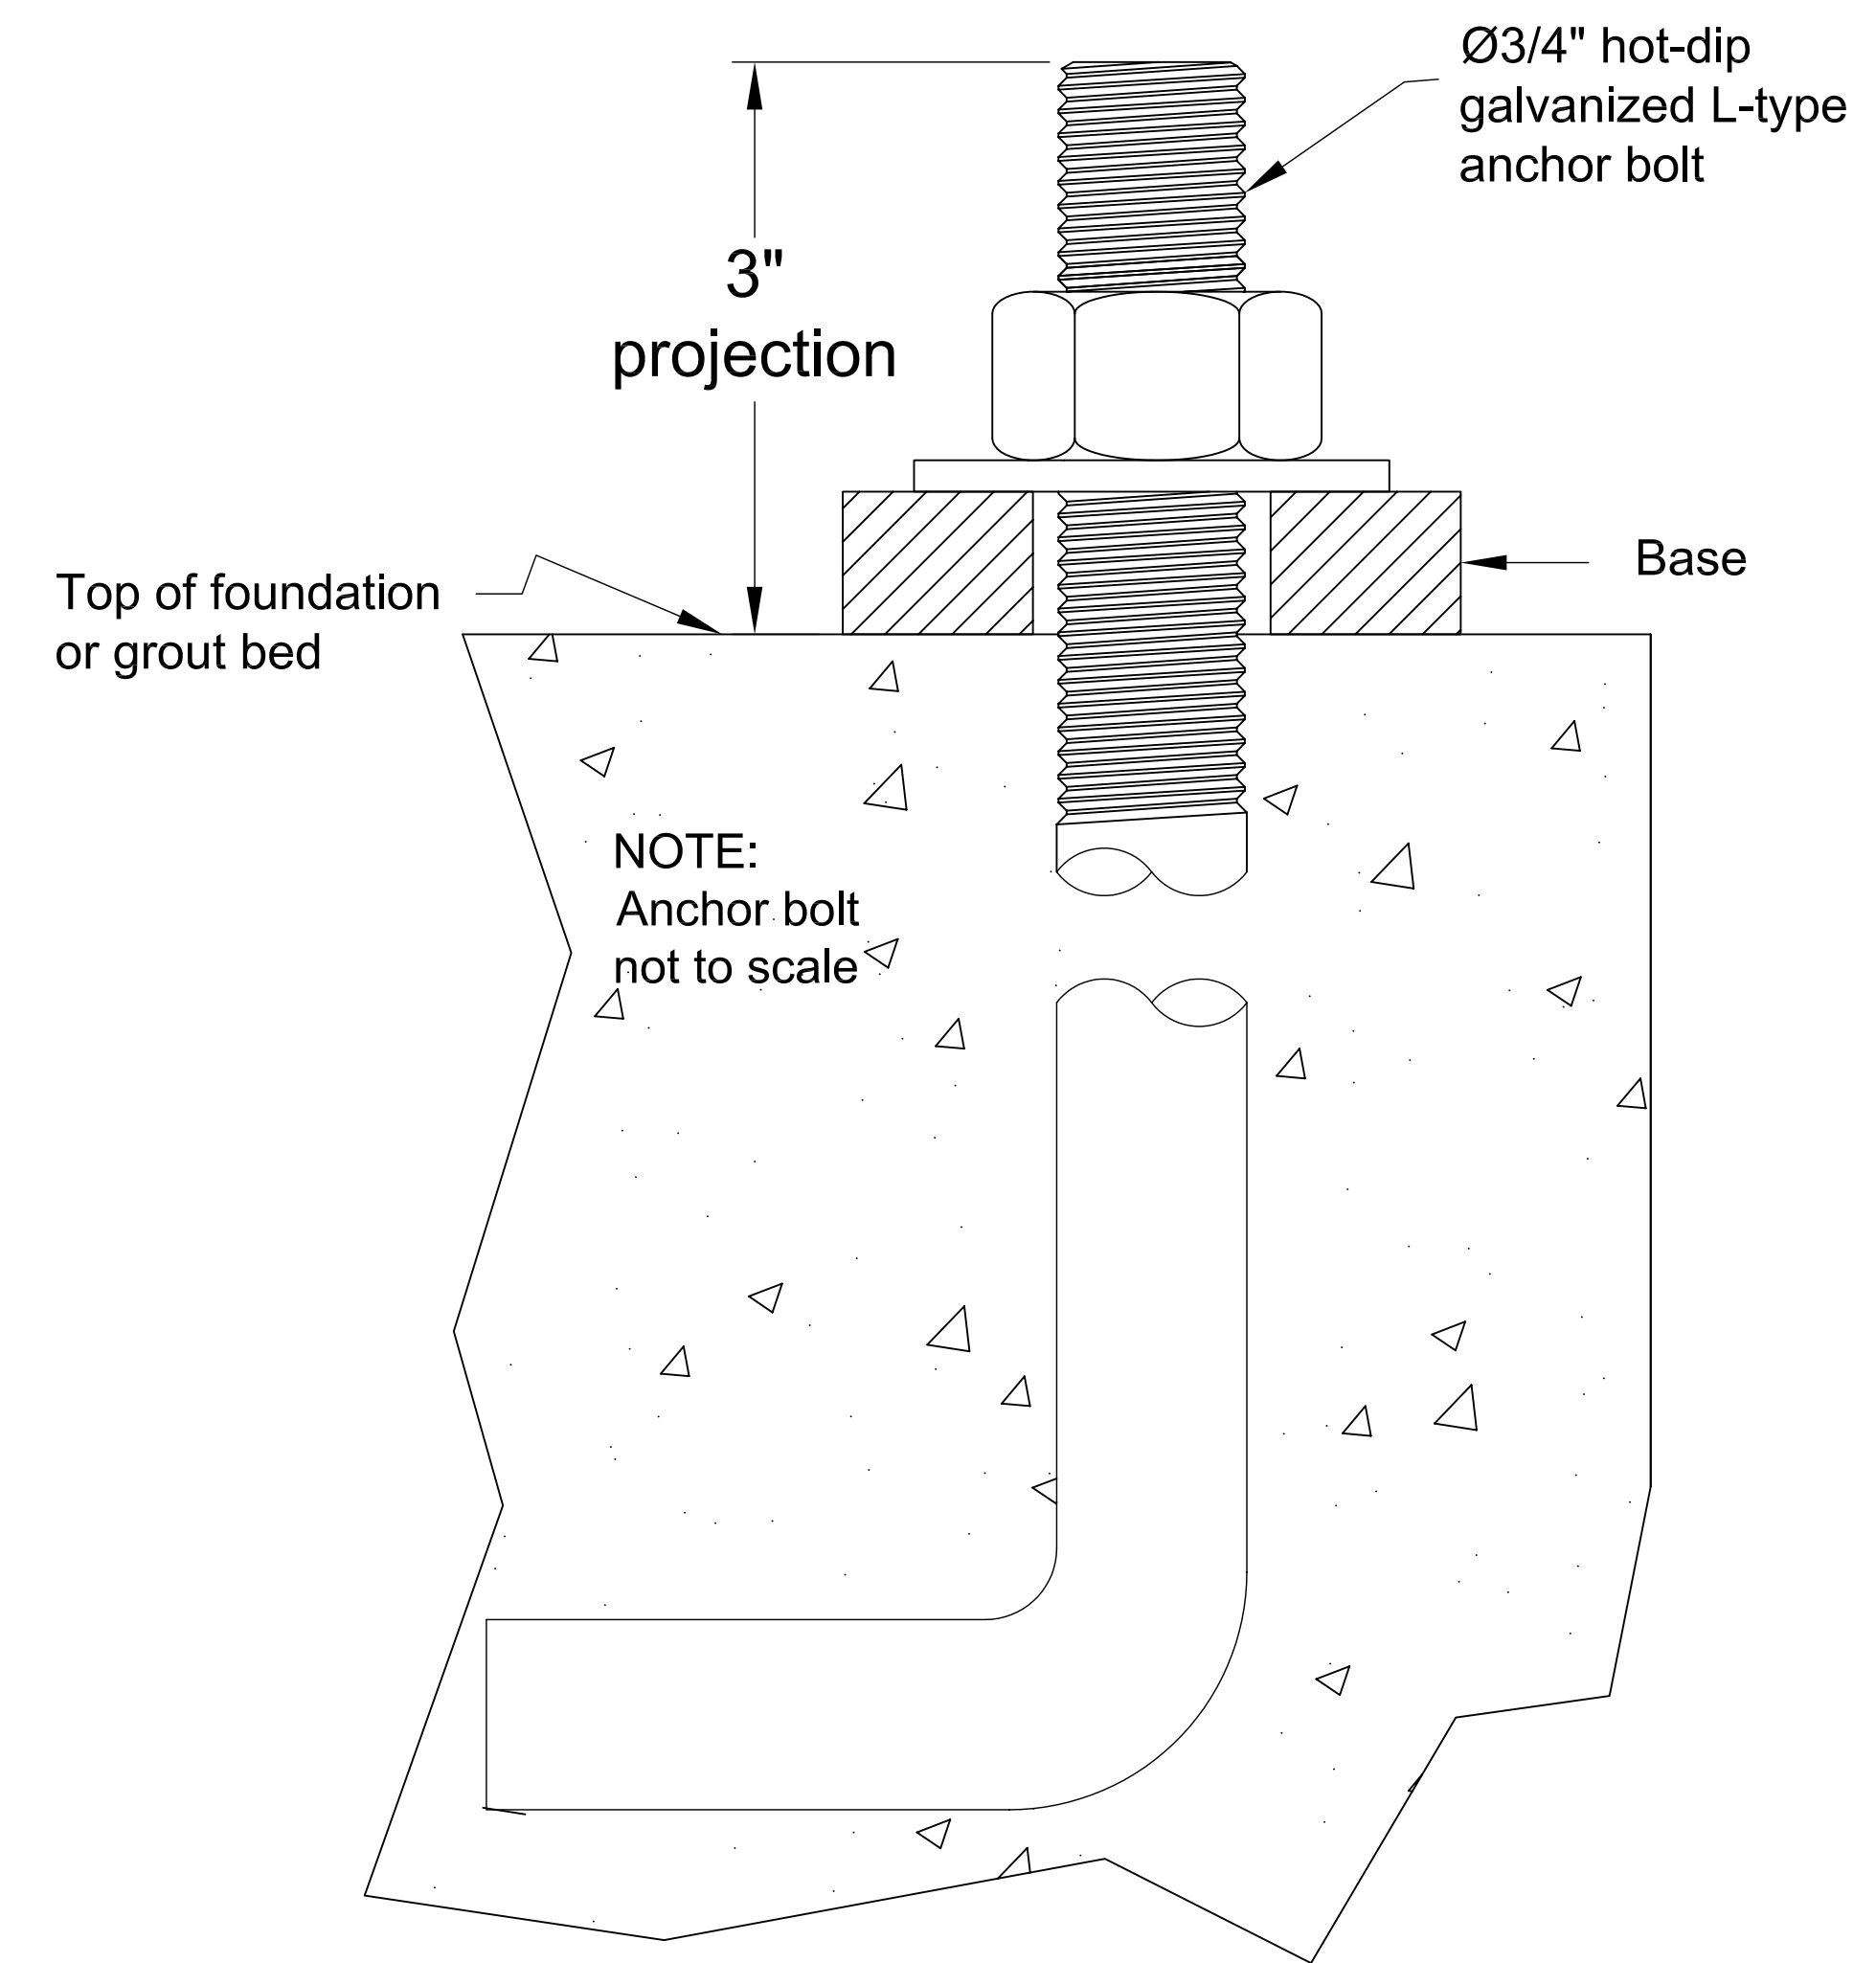 Ø3/4" hot-dip
galvanized L-type
anchor bolt
3"
projection
Base
Top of foundation
or grout bed
NOTE:
Anchor bolt
not to scale